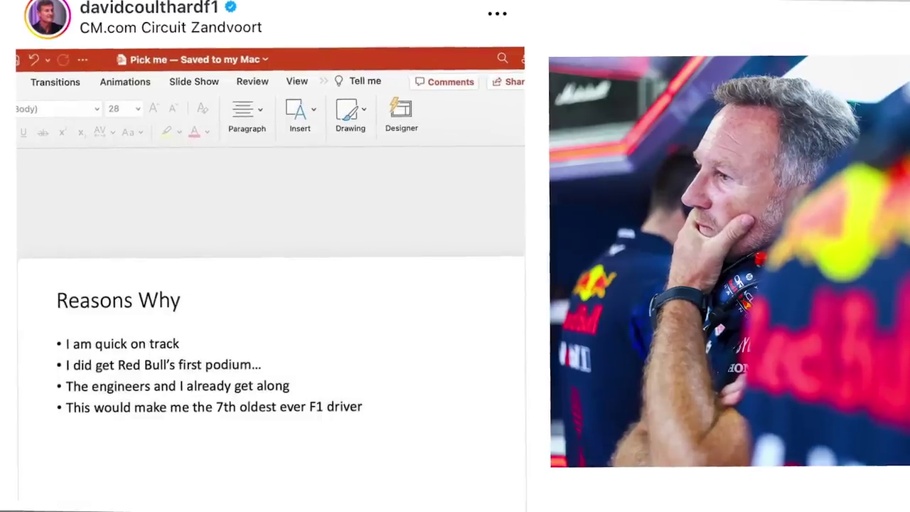 davidcoulthardf1
CM.com Circuit Zandvoort
Pick me — Saved to my Mac
Transitions Animations Slide Show Review View Tell me Comments Shar
Body) 28
Paragraph Insert Drawing Designer
Reasons Why
• I am quick on track
• I did get Red Bull's first podium...
• The engineers and I already get along
• This would make me the 7th oldest ever F1 driver